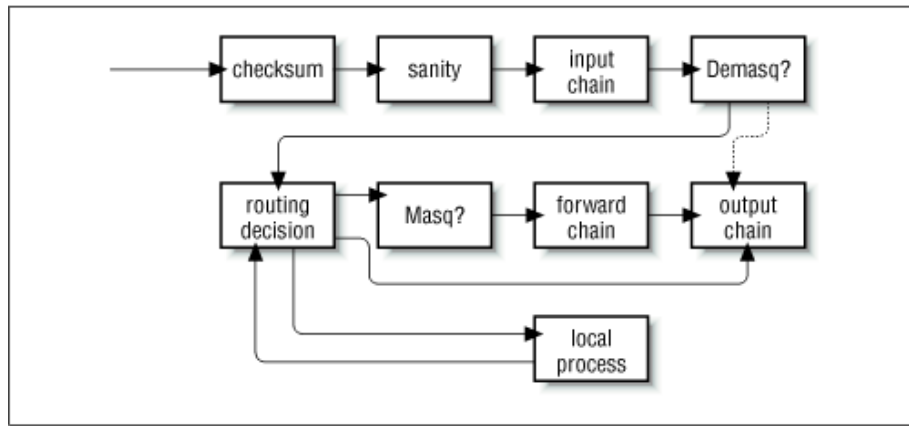 checksum
sanity
input
chain
Demasq?
routing
decision
Masq?
forward
chain
output
chain
local
process